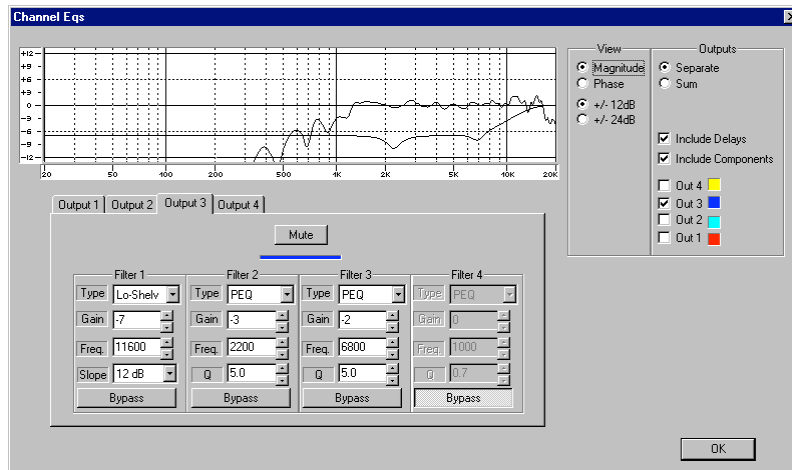 Channel Eqs
+12
+9
+6
+3
0
-3
-6
-9
-12
20 50 100 200 500 1K 2K 5K 10K 20K
View
Magnitude
Phase
+/- 12dB
+/- 24dB
Outputs
Separate
Sum
Include Delays
Include Components
Out 4
Out 3
Out 2
Out 1
Output 1 Output 2 Output 3 Output 4
Mute
Filter 1
Type Lo-Shelv
Gain -7
Freq. 11600
Slope 12 dB
Bypass
Filter 2
Type PEQ
Gain -3
Freq. 2200
Q 5.0
Bypass
Filter 3
Type PEQ
Gain -2
Freq. 6800
Q 5.0
Bypass
Filter 4
Type PEQ
Gain 0
Freq. 1000
Q 0.7
Bypass
OK